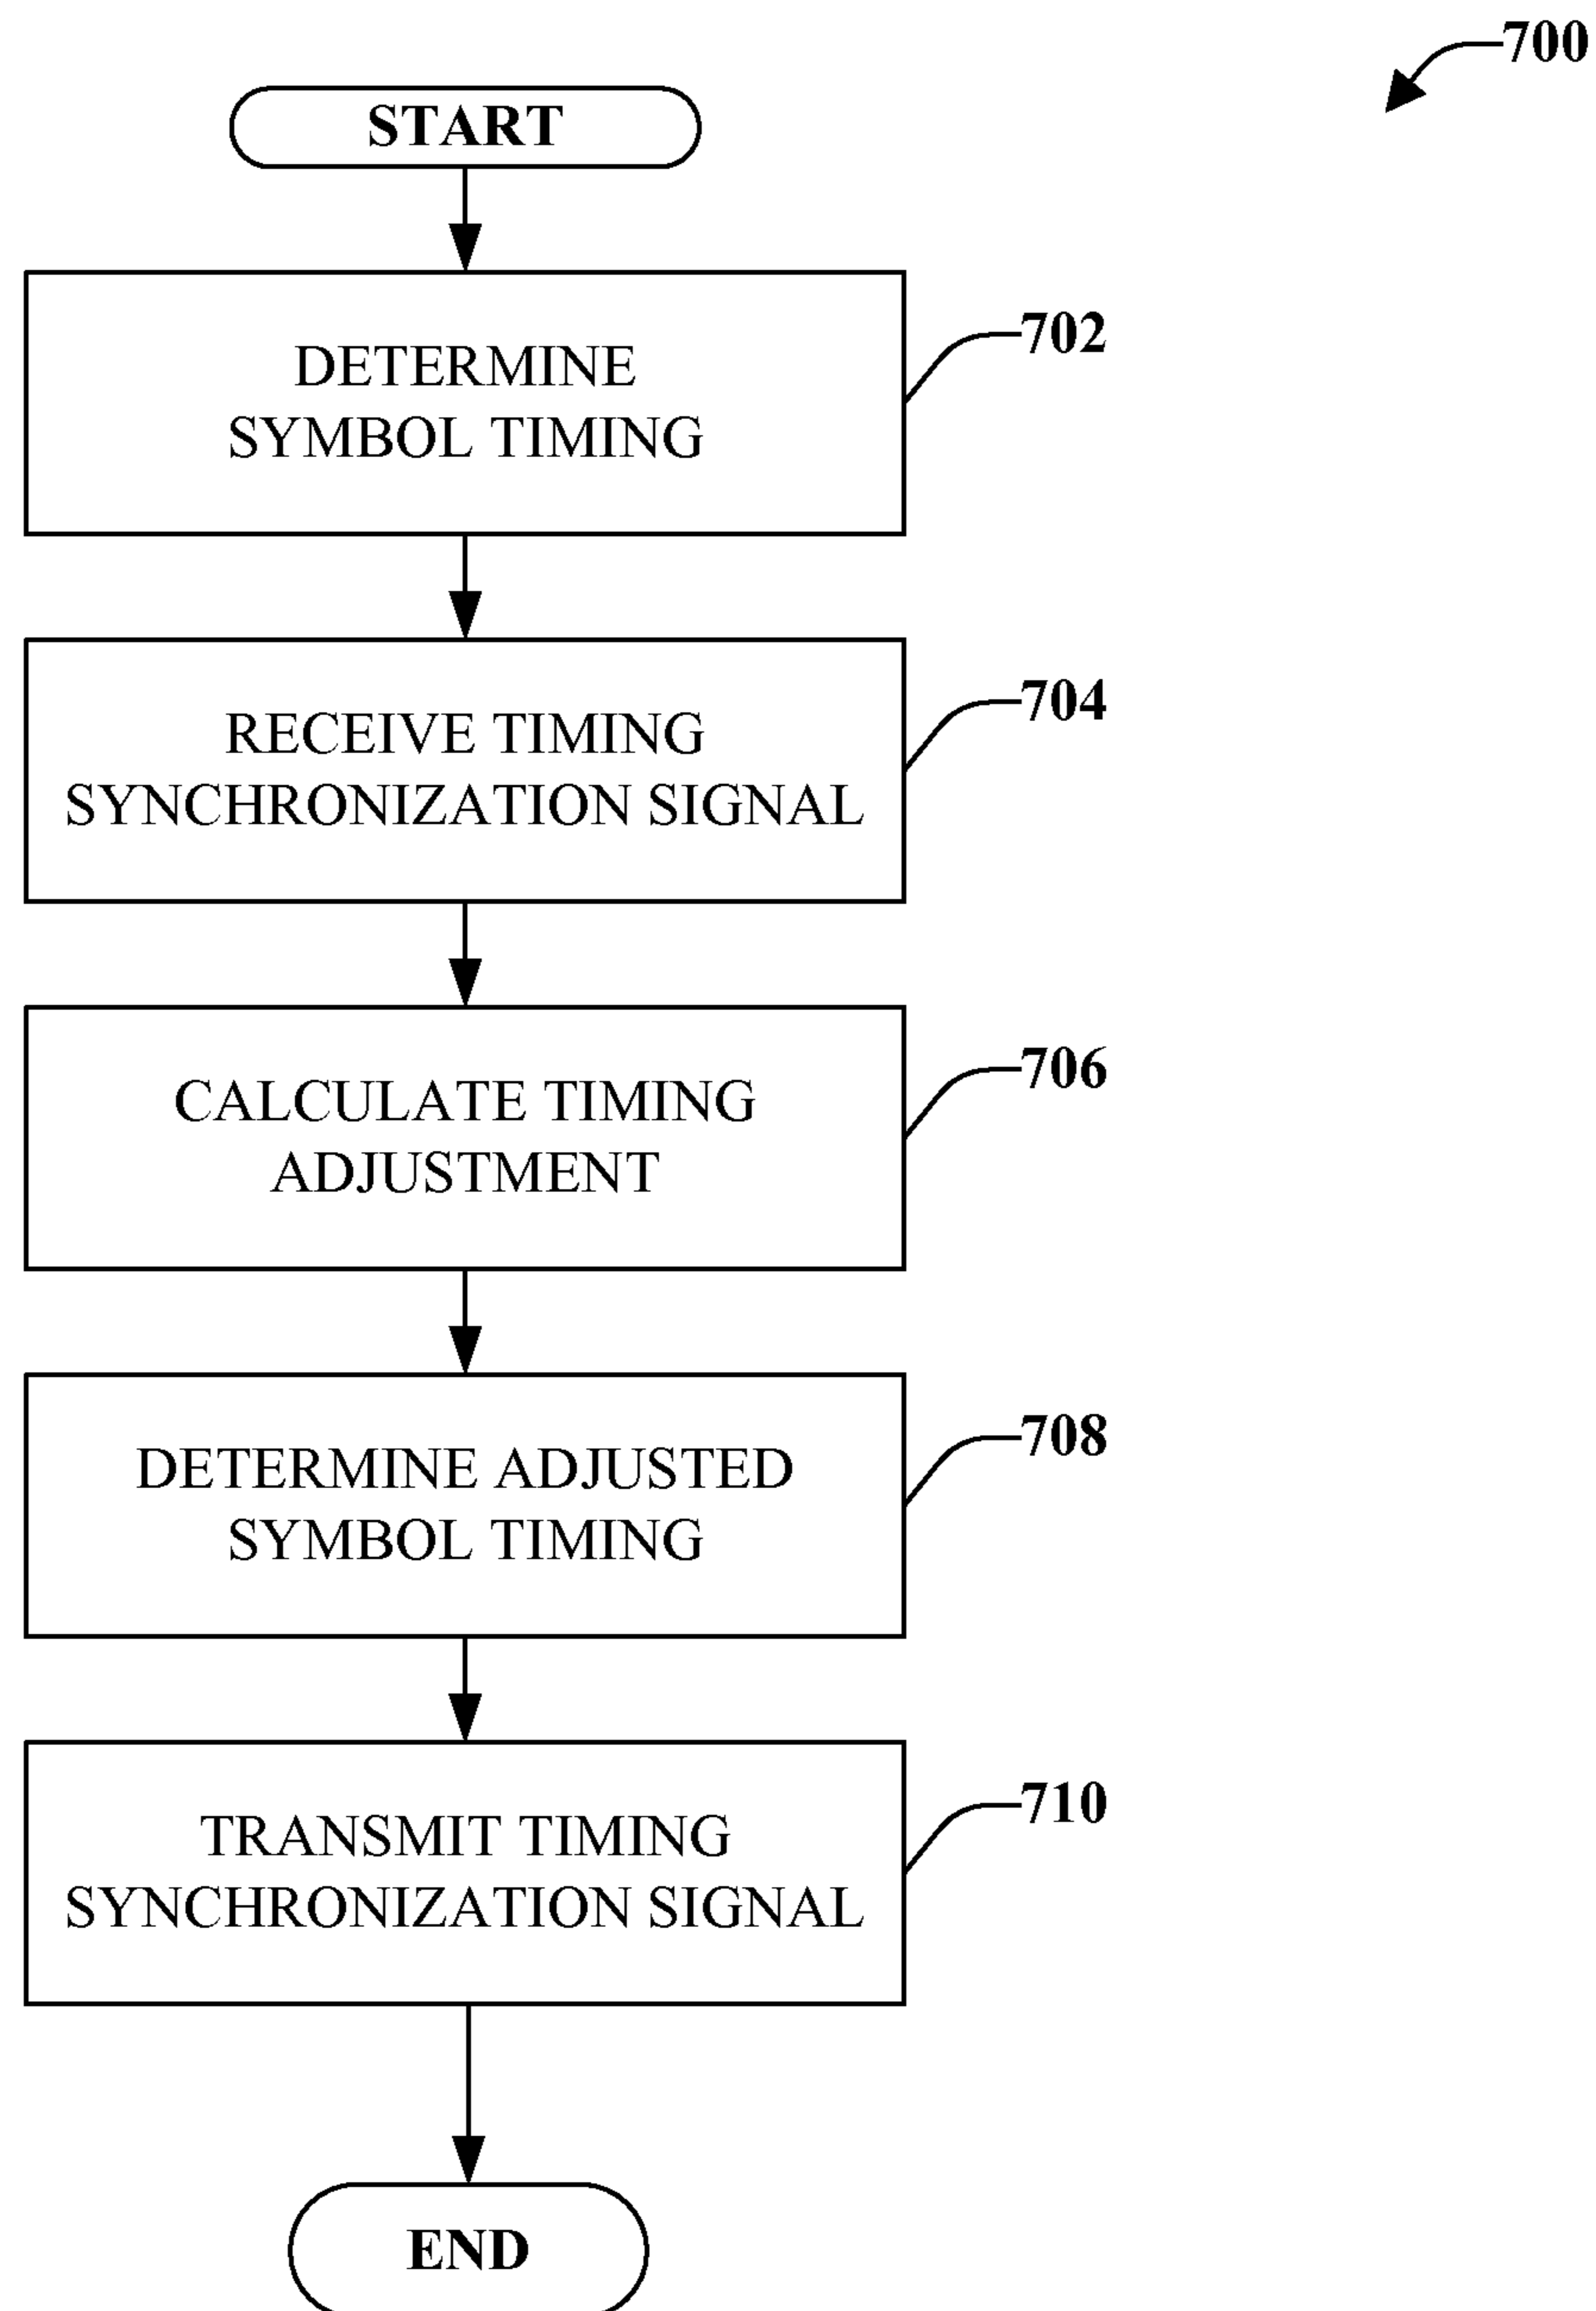 700
START
DETERMINE
SYMBOL TIMING
702
RECEIVE TIMING
SYNCHRONIZATION SIGNAL
704
CALCULATE TIMING
ADJUSTMENT
706
DETERMINE ADJUSTED
SYMBOL TIMING
708
TRANSMIT TIMING
SYNCHRONIZATION SIGNAL
710
END